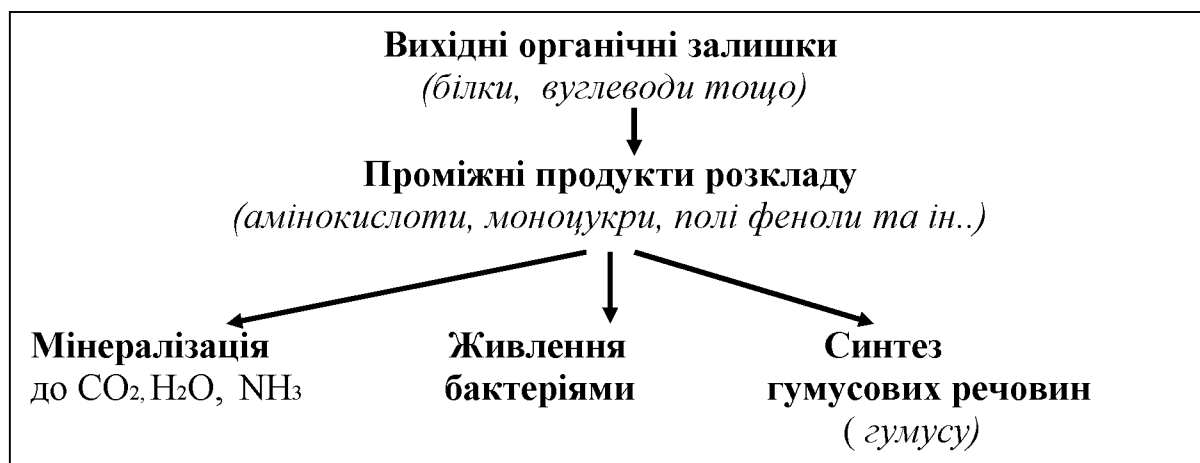 Вихідні органічні залишки
(білки, вуглеводи тощо)
Проміжні продукти розкладу
(амінокислоти, моноцукри, полі феноли та ін..)
Мінералізація
до CO₂, H₂O, NH₃
Живлення
бактеріями
Синтез
гумусових речовин
( гумусу)